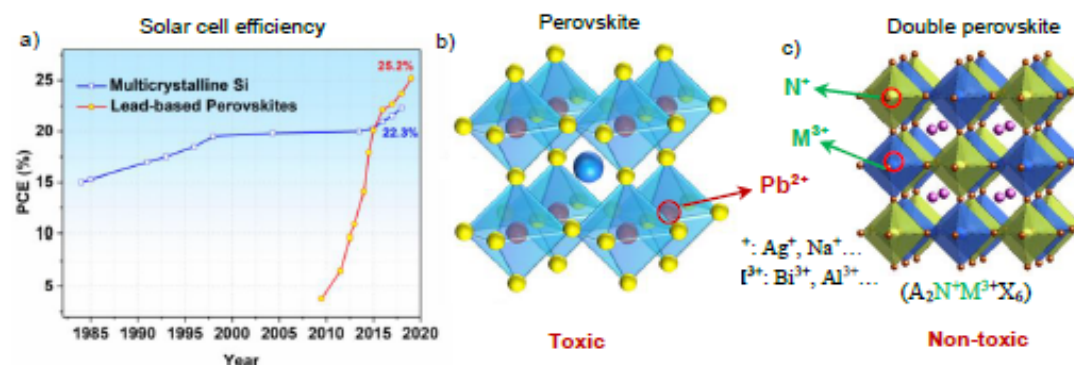 Solar cell efficiency
a)
25.2%
Multicrystalline Si
Lead-based Perovskites
22.3%
PCE (%)
25
20
15
10
5
1985 1990 1995 2000 2005 2010 2015 2020
Year
Perovskite
b)
Pb²⁺
Toxic
Double perovskite
c)
N⁺
M³⁺
⁺: Ag⁺, Na⁺…
³⁺: Bi³⁺, Al³⁺…
(A₂N⁺M³⁺X₆)
Non-toxic